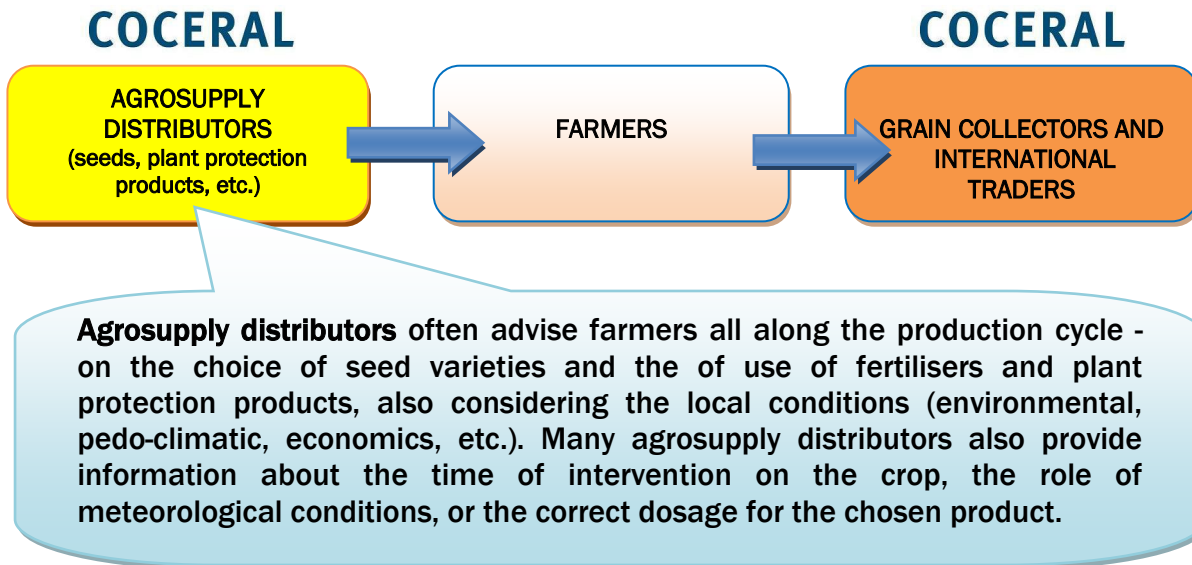 COCERAL
COCERAL
AGROSUPPLY
DISTRIBUTORS
(seeds, plant protection
products, etc.)
FARMERS
GRAIN COLLECTORS AND
INTERNATIONAL
TRADERS
Agrosupply distributors often advise farmers all along the production cycle -
on the choice of seed varieties and the of use of fertilisers and plant
protection products, also considering the local conditions (environmental,
pedo-climatic, economics, etc.). Many agrosupply distributors also provide
information about the time of intervention on the crop, the role of
meteorological conditions, or the correct dosage for the chosen product.